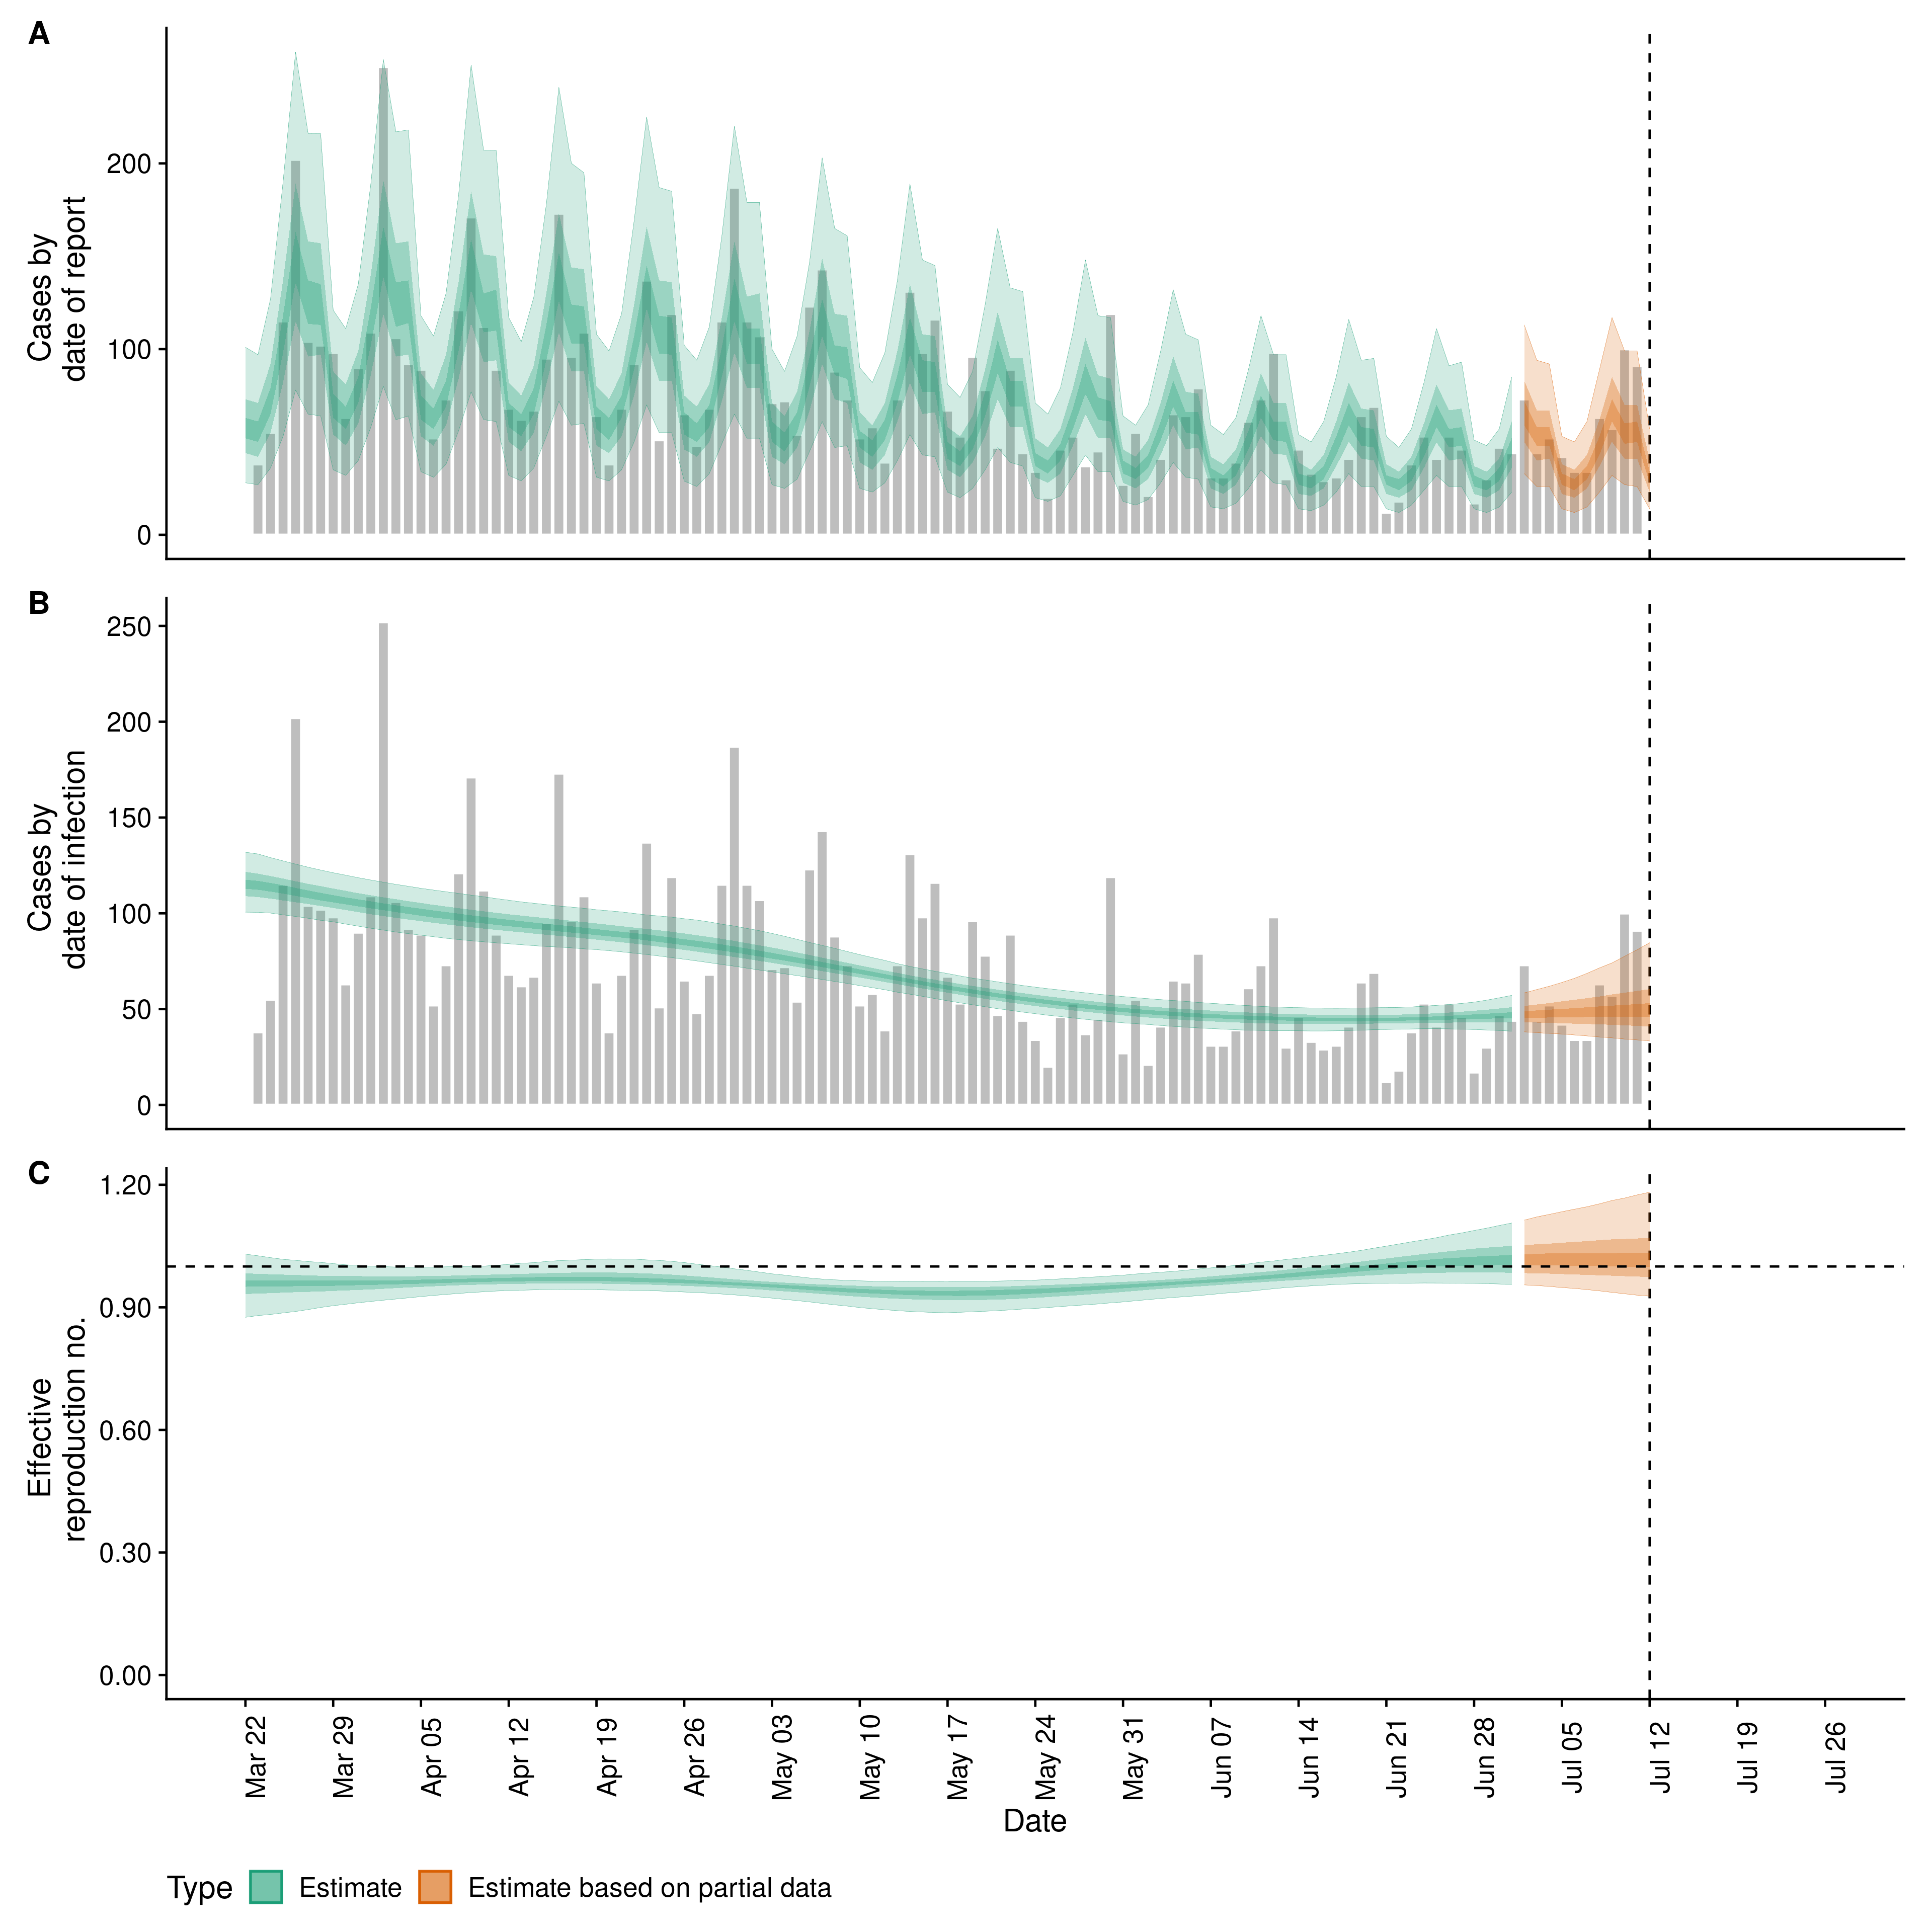 A
Cases by
date of report
200
100
0
B
Cases by
date of infection
250
200
150
100
50
0
C
Effective
reproduction no.
1.20
0.90
0.60
0.30
0.00
Mar 22
Mar 29
Apr 05
Apr 12
Apr 19
Apr 26
May 03
May 10
May 17
May 24
May 31
Jun 07
Jun 14
Jun 21
Jun 28
Jul 05
Jul 12
Jul 19
Jul 26
Date
Type
Estimate
Estimate based on partial data